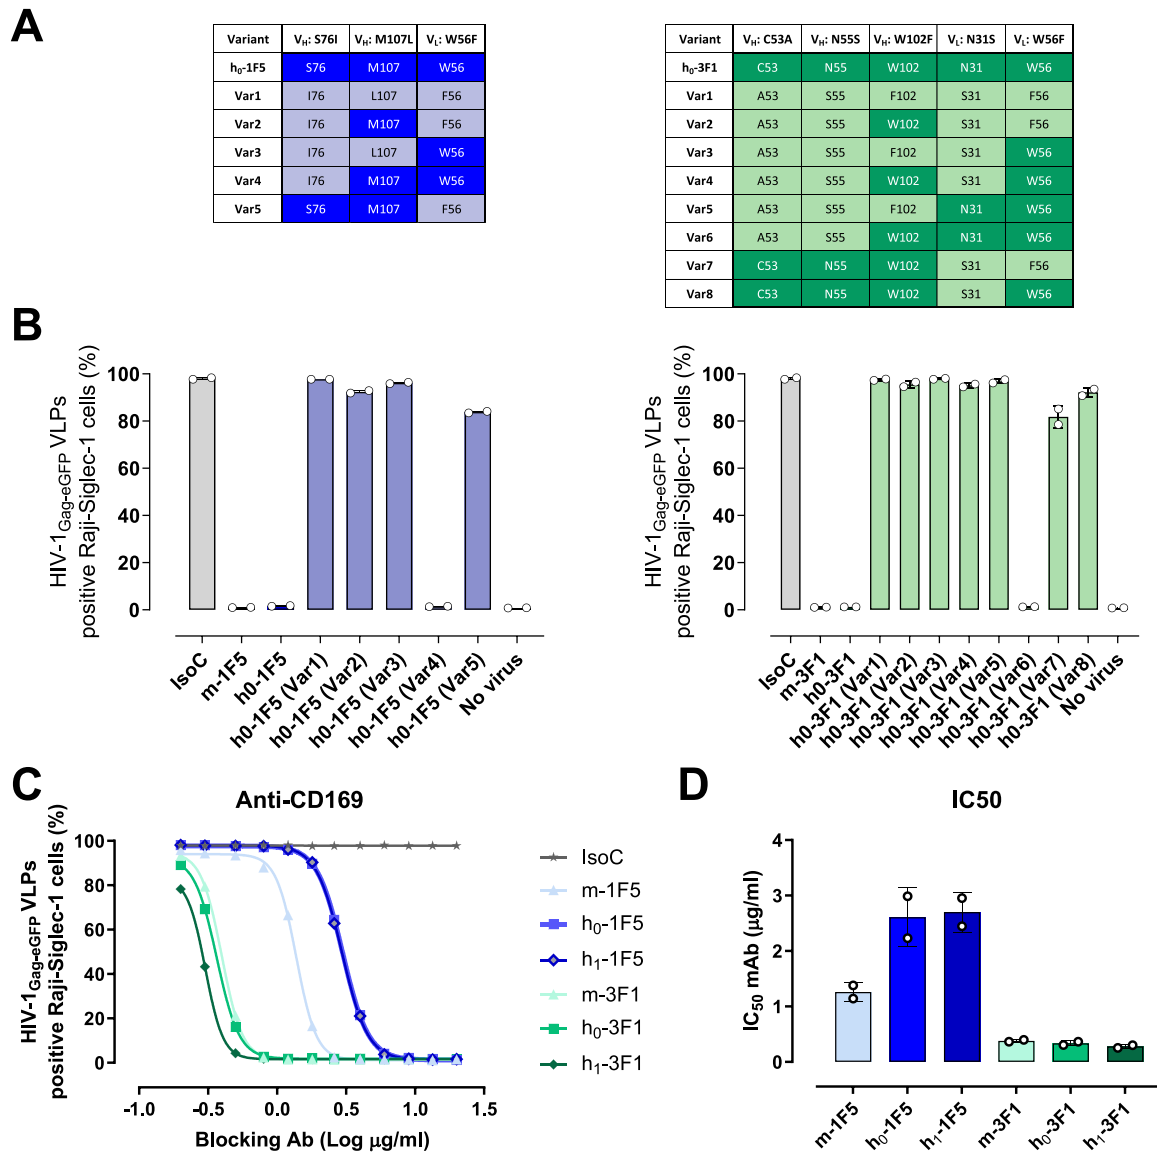 A
Variant V_H: S76I V_H: M107L V_L: W56F
h₀-1F5 S76 M107 W56
Var1 I76 L107 F56
Var2 I76 M107 F56
Var3 I76 L107 W56
Var4 I76 M107 W56
Var5 S76 M107 F56
Variant V_H: C53A V_H: N55S V_H: W102F V_L: N31S V_L: W56F
h₀-3F1 C53 N55 W102 N31 W56
Var1 A53 S55 F102 S31 F56
Var2 A53 S55 W102 S31 F56
Var3 A53 S55 F102 S31 W56
Var4 A53 S55 W102 S31 W56
Var5 A53 S55 F102 N31 W56
Var6 A53 S55 W102 N31 W56
Var7 C53 N55 W102 S31 F56
Var8 C53 N55 W102 S31 W56
B
HIV-1Gag-eGFP VLPs
positive Raji-Siglec-1 cells (%)
100
80
60
40
20
0
IsoC
m-1F5
h0-1F5
h0-1F5 (Var1)
h0-1F5 (Var2)
h0-1F5 (Var3)
h0-1F5 (Var4)
h0-1F5 (Var5)
No virus
HIV-1Gag-eGFP VLPs
positive Raji-Siglec-1 cells (%)
100
80
60
40
20
0
IsoC
m-3F1
h0-3F1
h0-3F1 (Var1)
h0-3F1 (Var2)
h0-3F1 (Var3)
h0-3F1 (Var4)
h0-3F1 (Var5)
h0-3F1 (Var6)
h0-3F1 (Var7)
h0-3F1 (Var8)
No virus
C
Anti-CD169
HIV-1Gag-eGFP VLPs
positive Raji-Siglec-1 cells (%)
100
80
60
40
20
0
-1.0 -0.5 0.0 0.5 1.0 1.5
Blocking Ab (Log µg/ml)
IsoC
m-1F5
h₀-1F5
h₁-1F5
m-3F1
h₀-3F1
h₁-3F1
D
IC50
IC₅₀ mAb (µg/ml)
4
3
2
1
0
m-1F5
h₀-1F5
h₁-1F5
m-3F1
h₀-3F1
h₁-3F1